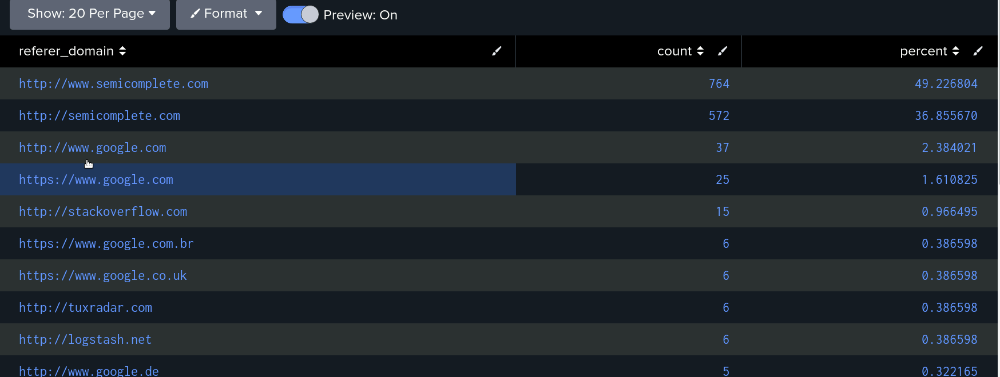 Show: 20 Per Page Format Preview: On
referer_domain count percent
http://www.semicomplete.com 764 49.226804
http://semicomplete.com 572 36.855670
http://www.google.com 37 2.384021
https://www.google.com 25 1.610825
http://stackoverflow.com 15 0.966495
https://www.google.com.br 6 0.386598
https://www.google.co.uk 6 0.386598
http://tuxradar.com 6 0.386598
http://logstash.net 6 0.386598
http://www.google.de 5 0.322165